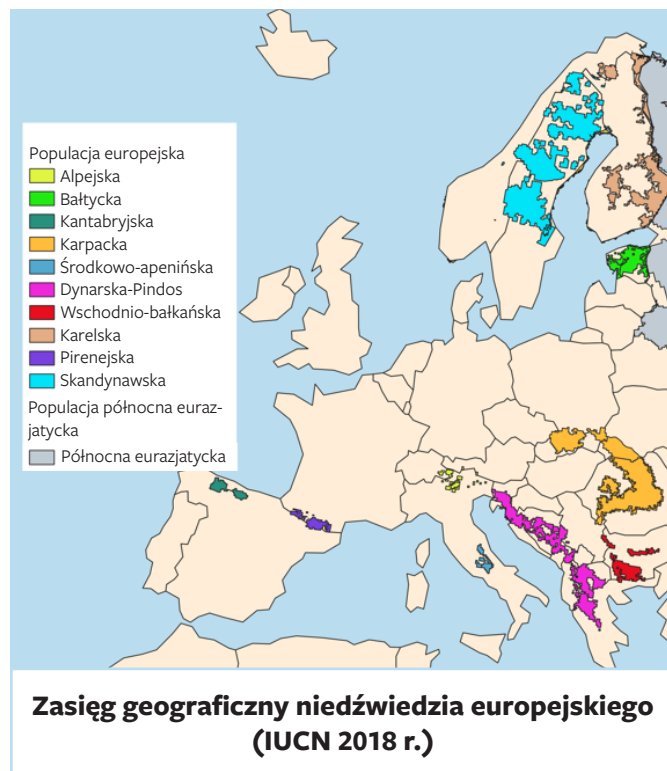 Populacja europejska
Alpejska
Bałtycka
Kantabryjska
Karpacka
Środkowo-apenińska
Dynarska-Pindos
Wschodnio-bałkańska
Karelska
Pirenejska
Skandynawska
Populacja północna euraz-
jatycka
Północna eurazjatycka
Zasięg geograficzny niedźwiedzia europejskiego
(IUCN 2018 r.)